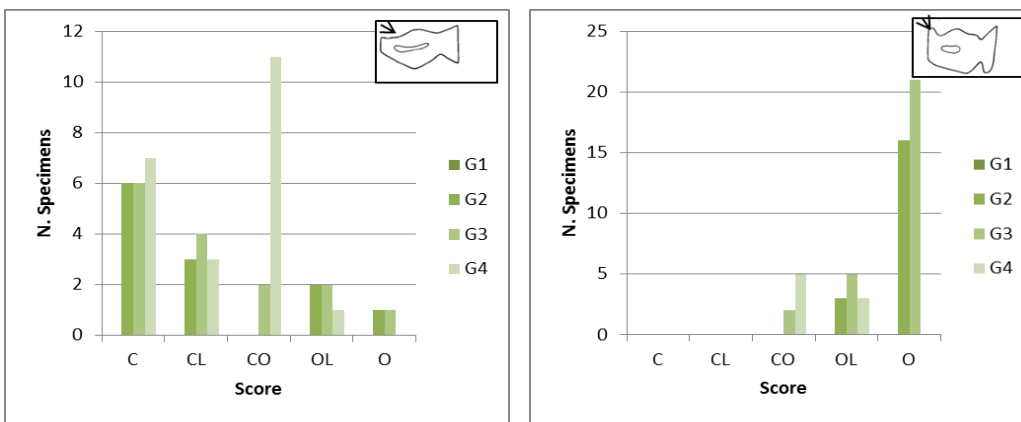 12
10
8
6
4
2
0
N. Specimens
C CL CO OL O
Score
G1
G2
G3
G4
25
20
15
10
5
0
N. Specimens
C CL CO OL O
Score
G1
G2
G3
G4